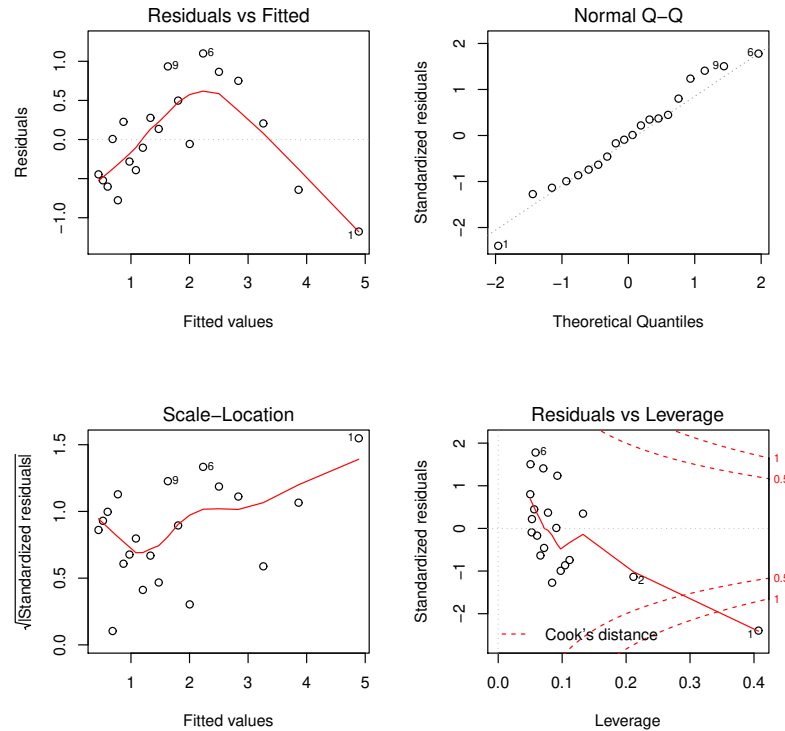 Residuals vs Fitted
Residuals
−1.0
0.0
0.5
1.0
9
6
1
1 2 3 4 5
Fitted values
Normal Q−Q
Standardized residuals
−2
−1
0
1
2
9
6
1
−2 −1 0 1 2
Theoretical Quantiles
Scale−Location
√|Standardized residuals|
0.0
0.5
1.0
1.5
1
6
9
1 2 3 4 5
Fitted values
Residuals vs Leverage
Standardized residuals
−2
−1
0
1
2
6
2
1
1
0.5
0.5
1
Cook's distance
0.0 0.1 0.2 0.3 0.4
Leverage